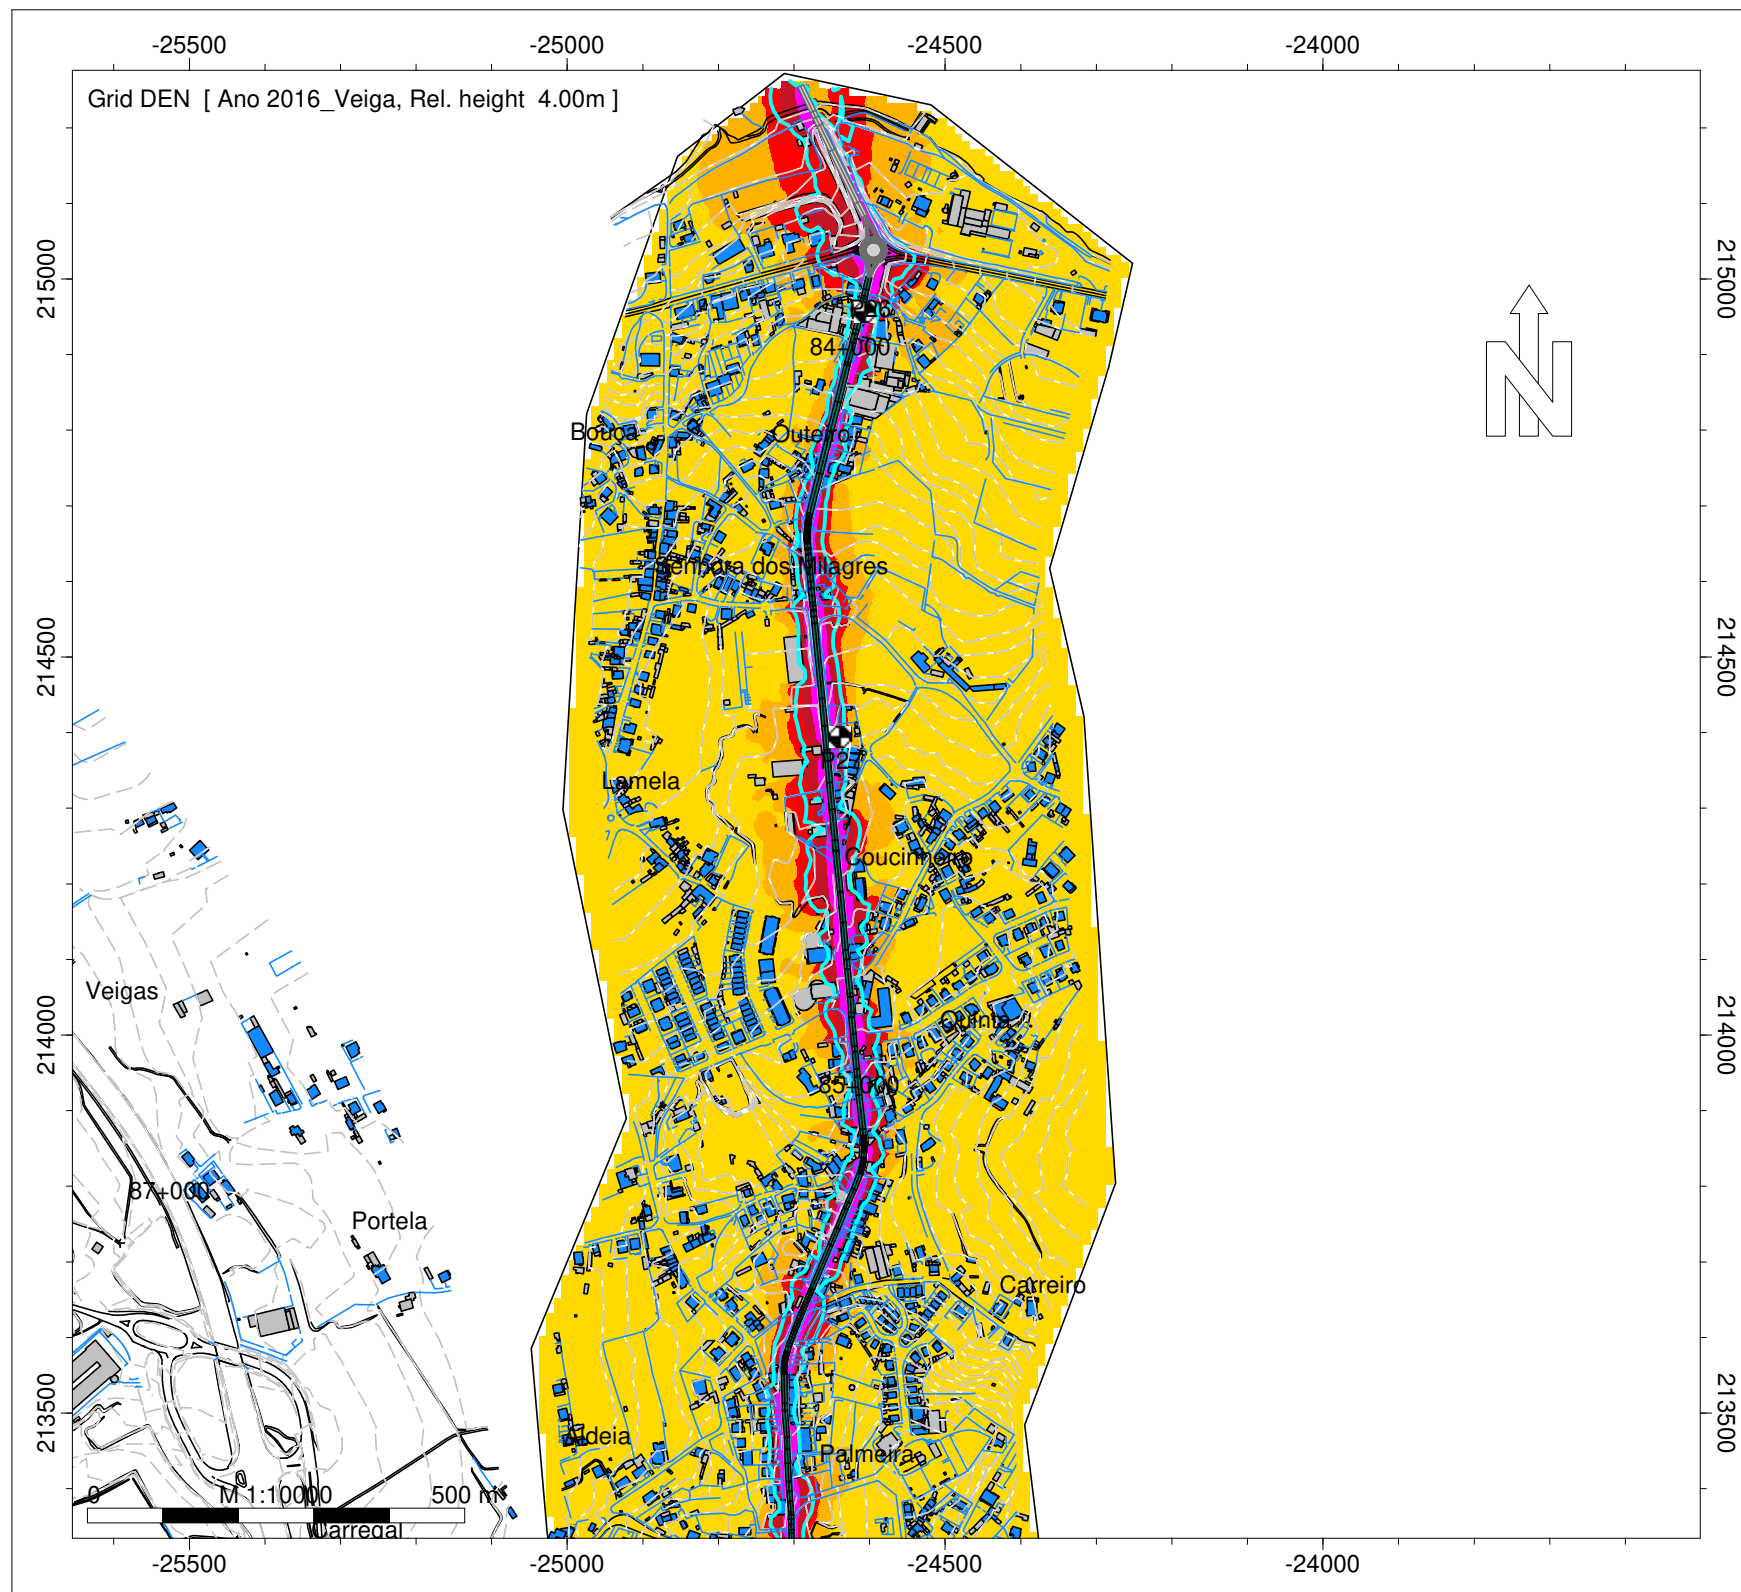 -25500 -25000 -24500 -24000
Grid DEN [ Ano 2016_Veiga, Rel. height 4.00m ]
215000
215000
84+000
Bouça
Outeiro
Senhora dos Milagres
N
214500
214500
P27
Lamela
Coucinheiro
Veigas
Quinta
214000
214000
85+000
87+000
Portela
Carreiro
213500
213500
Aldeia
Palmeira
0 M 1:10000 500 m
Carregal
-25500 -25000 -24500 -24000